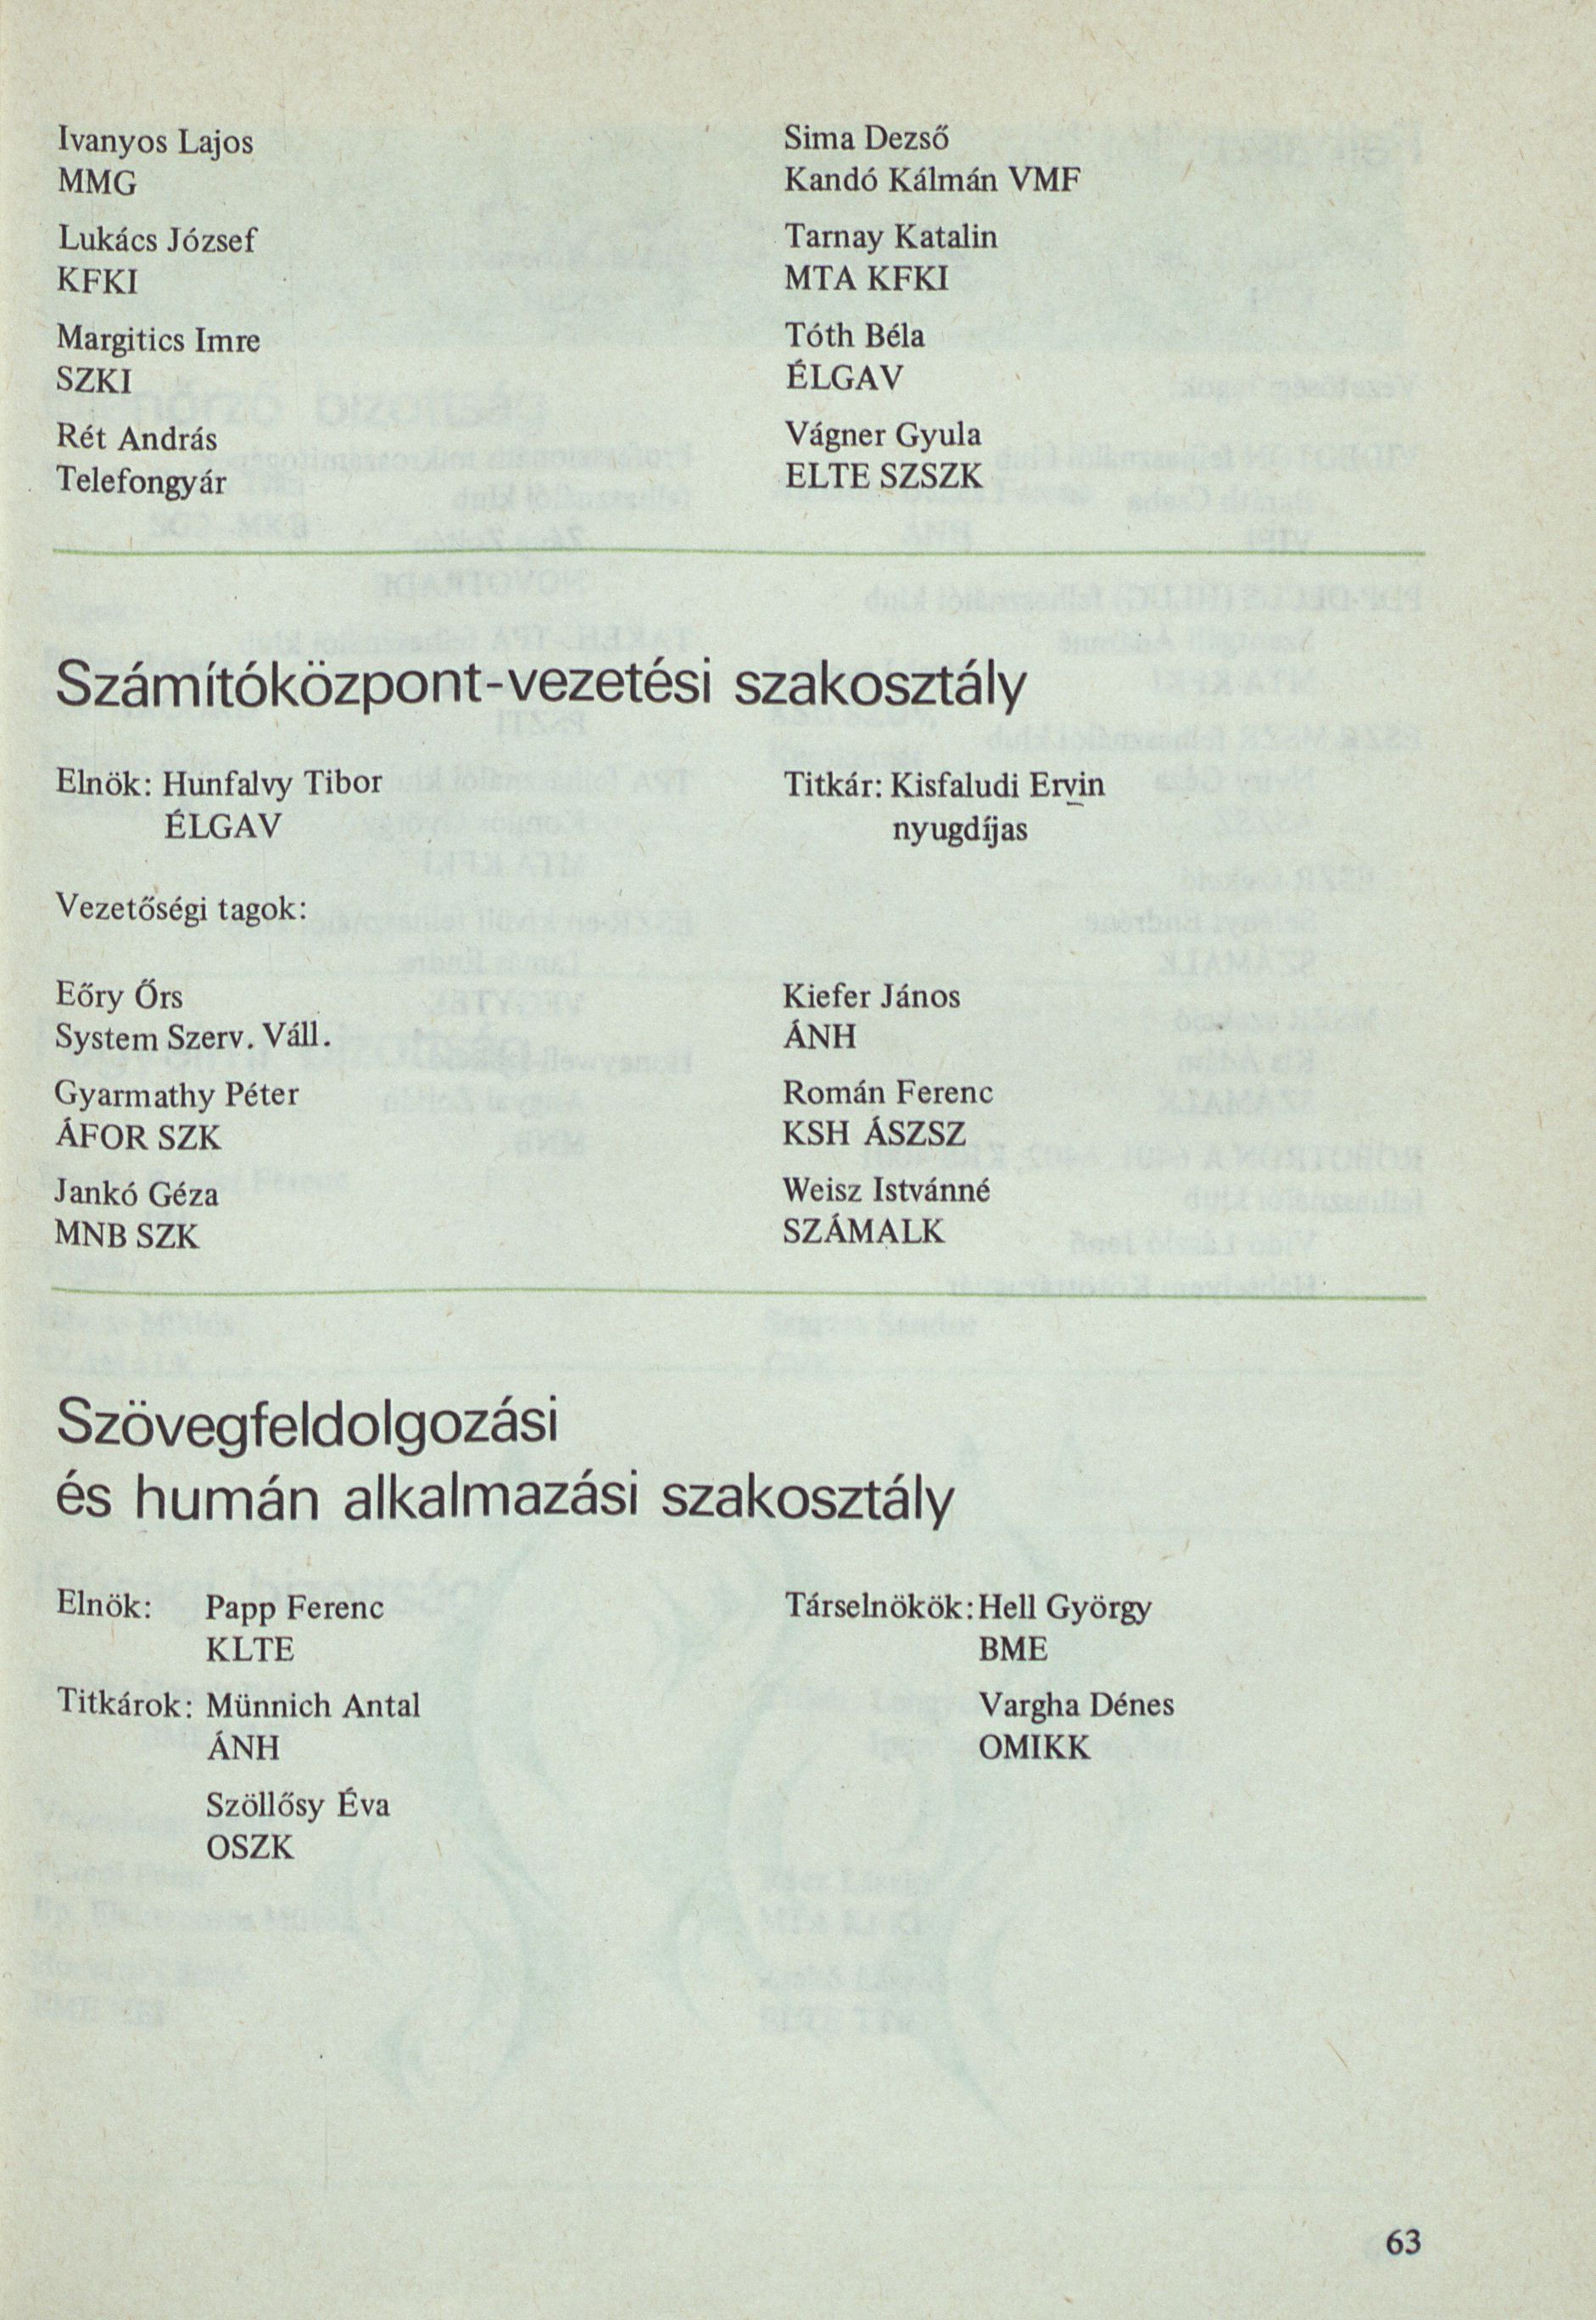 Ivanyos Lajos
MMG
Lukács József
KFKI
Margitics Imre
SZKI
Rét András
Telefongyár
Sima Dezső
Kandó Kálmán VMF
Tarnay Katalin
MTA KFKI
Tóth Béla
ÉLGAV
Vágner Gyula
ELTE SZSZK
Számítóközpont-vezetési szakosztály
Elnök: Hunfalvy Tibor
ÉLGAV
Titkár: Kisfaludi Ervin
nyugdíjas
Vezetőségi tagok:
Eőry Őrs
System Szerv. Váll.
Gyarmathy Péter
ÁFOR SZK
Jankó Géza
MNB SZK
Kiefer János
ÁNH
Román Ferenc
KSH ÁSZSZ
Weisz Istvánné
SZÁMALK
Szövegfeldolgozási
és humán alkalmazási szakosztály
Elnök: Papp Ferenc
KLTE
Titkárok: Münnich Antal
ÁNH
Szöllősy Éva
OSZK
Társelnökök: Hell György
BME
Vargha Dénes
OMIKK
63